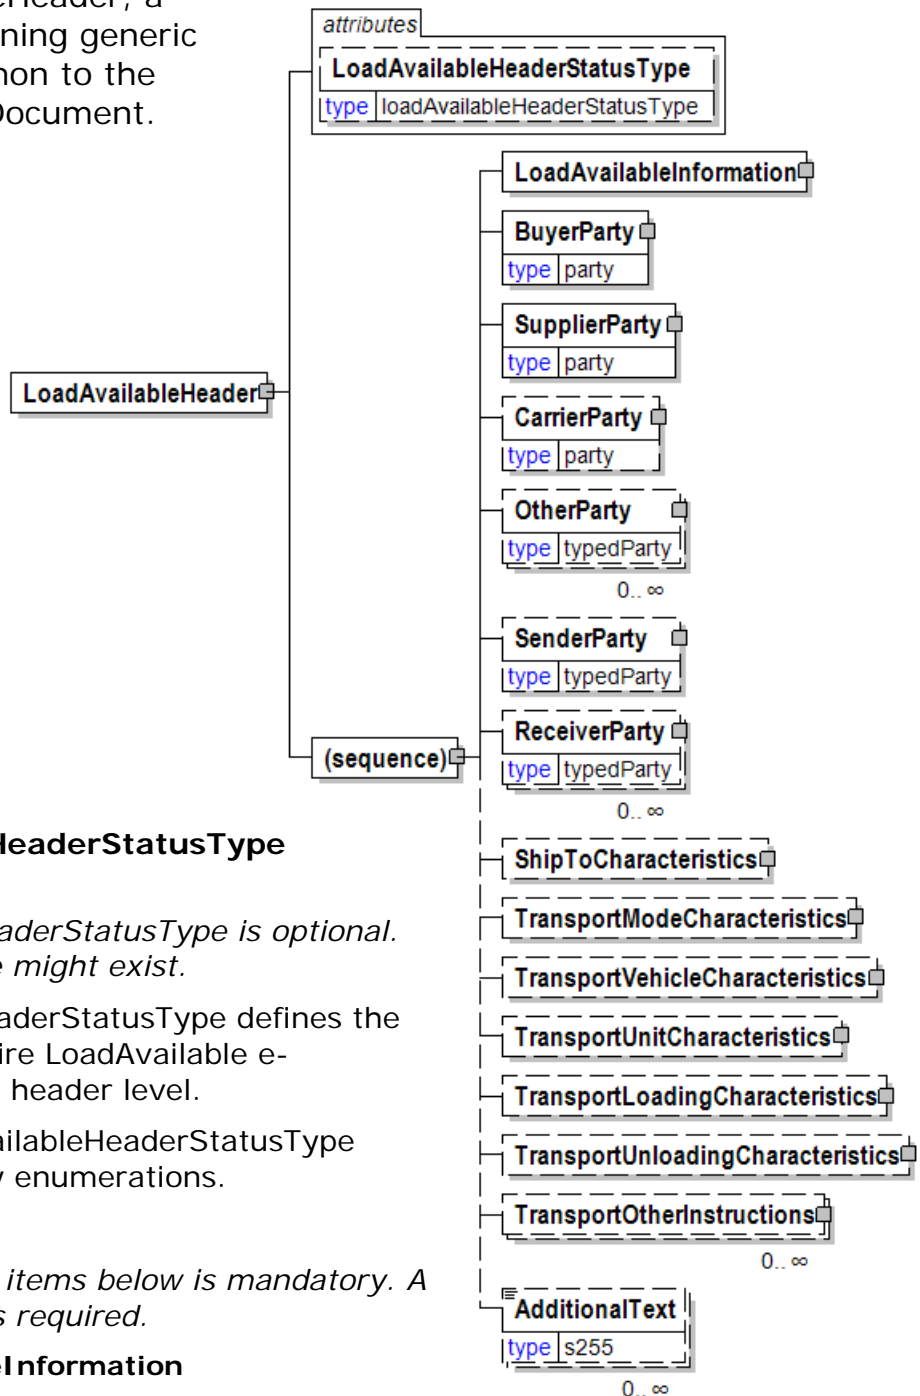 ning generic
non to the
Document.
attributes
LoadAvailableHeaderStatusType
type loadAvailableHeaderStatusType
LoadAvailableInformation
BuyerParty
type party
SupplierParty
type party
LoadAvailableHeader
CarrierParty
type party
OtherParty
type typedParty
0.. ∞
SenderParty
type typedParty
(sequence)
ReceiverParty
type typedParty
0.. ∞
ShipToCharacteristics
TransportModeCharacteristics
TransportVehicleCharacteristics
TransportUnitCharacteristics
TransportLoadingCharacteristics
TransportUnloadingCharacteristics
TransportOtherInstructions
0.. ∞
AdditionalText
type s255
0.. ∞
HeaderStatusType
aderStatusType is optional.
e might exist.
aderStatusType defines the
ire LoadAvailable e-
header level.
ailableHeaderStatusType
y enumerations.
items below is mandatory. A
s required.
eInformation